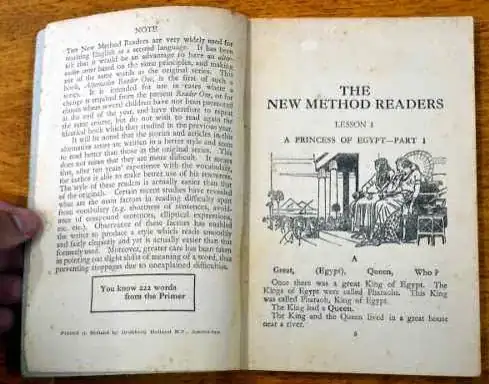 NOTE
The New Method Readers are very widely used for
teaching English as a second language. It has been
felt that it would be an advantage to have an alter-
native series based on the same principles, and making
use of the same words as the original series. This
book, Alternative Reader One, is the first of such a
series. It is intended for use in cases where a
change is required from the present Reader One, or for
classes where several children have not been promoted
at the end of the year, and have therefore to repeat
the same course, but do not wish to read again the
identical book which they studied in the previous year.
It will be noted that the stories and articles in this
alternative series are written in a better style and seem
to read better than those in the original series. This
does not mean that they are more difficult. It means
that, after ten years' experience with the vocabulary,
the author is able to make better use of his resources.
The style of these readers is actually easier than that
of the originals. Certain recent studies have revealed
what are the main factors in reading difficulty apart
from vocabulary (e.g. shortness of sentences, avoid-
ance of compound sentences, elliptical expressions,
etc. etc.). Observance of these factors has enabled
the writer to produce a style which reads smoothly
and fairly elegantly and yet is actually easier than that
formerly used. Moreover, greater care has been taken
in pointing out slight shifts of meaning of a word, thus
preventing stoppages due to unexplained difficulties.
You know 222 words
from the Primer
Printed in Holland by Drukkerij Holland N.V., Amsterdam
THE
NEW METHOD READERS
LESSON 1
A PRINCESS OF EGYPT—PART 1
A
Great, (Egypt), Queen, Who?
Once there was a great King of Egypt. The
Kings of Egypt were called Pharaoh. This King
was called Pharaoh, King of Egypt.
The King had a Queen.
The King and the Queen lived in a great house
near a river.